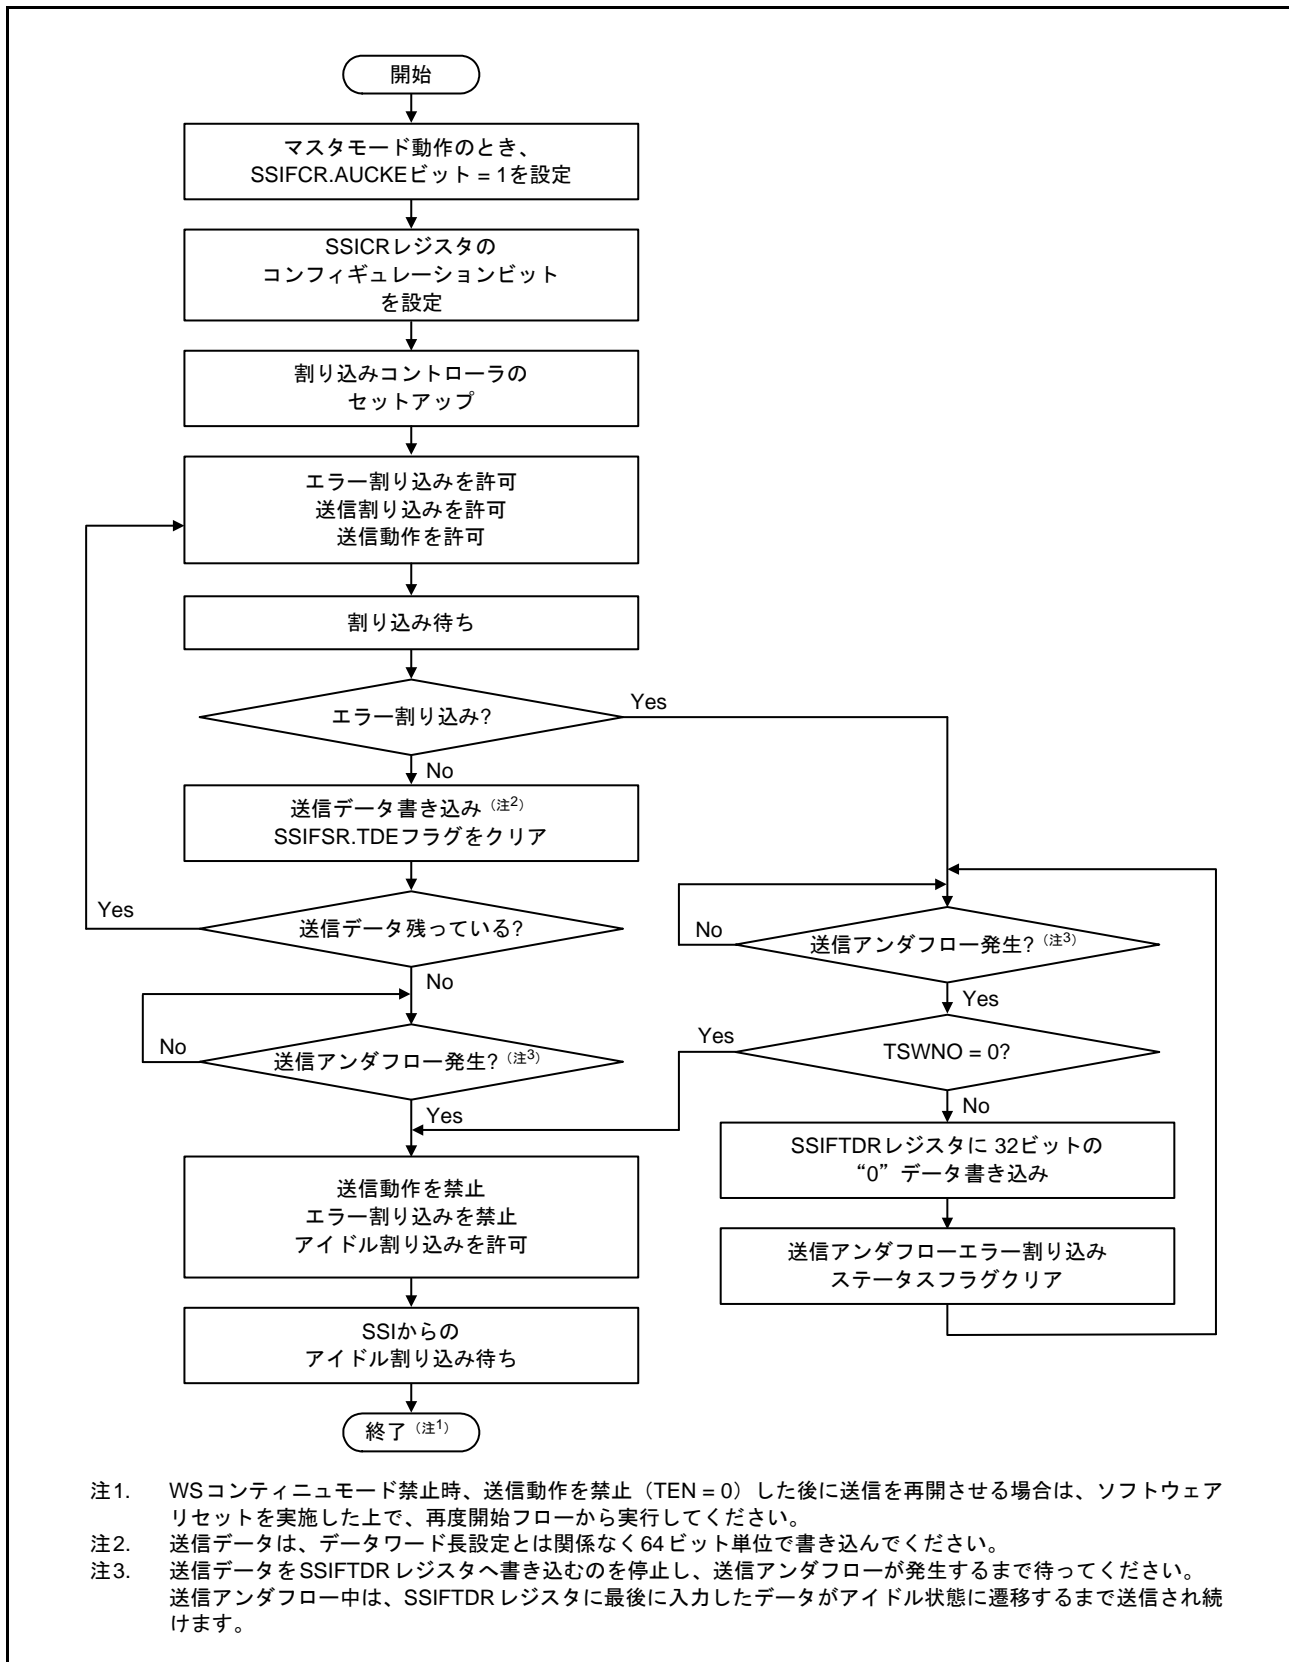 開始
マスタモード動作のとき、
SSIFCR.AUCKEビット = 1を設定
SSICRレジスタの
コンフィギュレーションビット
を設定
割り込みコントローラの
セットアップ
エラー割り込みを許可
送信割り込みを許可
送信動作を許可
割り込み待ち
エラー割り込み?
Yes
No
送信データ書き込み（注2）
SSIFSR.TDEフラグをクリア
Yes
送信データ残っている?
No
No
送信アンダフロー発生?（注3）
Yes
No
送信アンダフロー発生?（注3）
Yes
Yes
TSWNO = 0?
No
SSIFTDRレジスタに 32ビットの
“0”データ書き込み
送信アンダフローエラー割り込み
ステータスフラグクリア
送信動作を禁止
エラー割り込みを禁止
アイドル割り込みを許可
SSIからの
アイドル割り込み待ち
終了（注1）
注1. WSコンティニュモード禁止時、送信動作を禁止（TEN = 0）した後に送信を再開させる場合は、ソフトウェア
リセットを実施した上で、再度開始フローから実行してください。
注2. 送信データは、データワード長設定とは関係なく64ビット単位で書き込んでください。
注3. 送信データをSSIFTDRレジスタへ書き込むのを停止し、送信アンダフローが発生するまで待ってください。
送信アンダフロー中は、SSIFTDRレジスタに最後に入力したデータがアイドル状態に遷移するまで送信され続
けます。